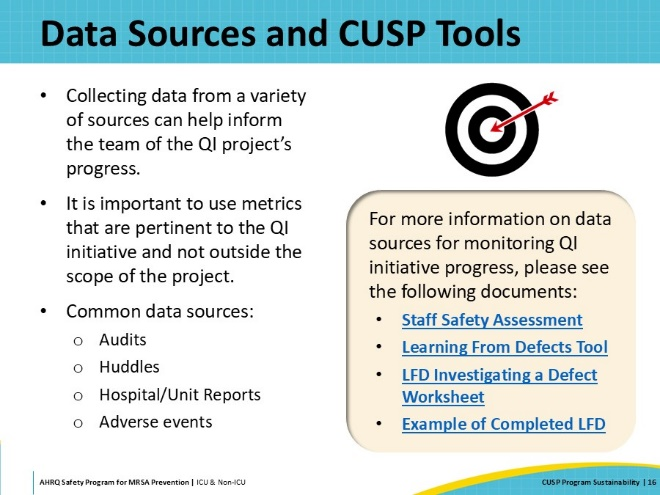 Data Sources and CUSP Tools
• Collecting data from a variety
of sources can help inform
the team of the QI project’s
progress.
• It is important to use metrics
that are pertinent to the QI
initiative and not outside the
scope of the project.
• Common data sources:
o Audits
o Huddles
o Hospital/Unit Reports
o Adverse events
For more information on data
sources for monitoring QI
initiative progress, please see
the following documents:
• Staff Safety Assessment
• Learning From Defects Tool
• LFD Investigating a Defect
Worksheet
• Example of Completed LFD
AHRQ Safety Program for MRSA Prevention | ICU & Non-ICU
CUSP Program Sustainability | 16